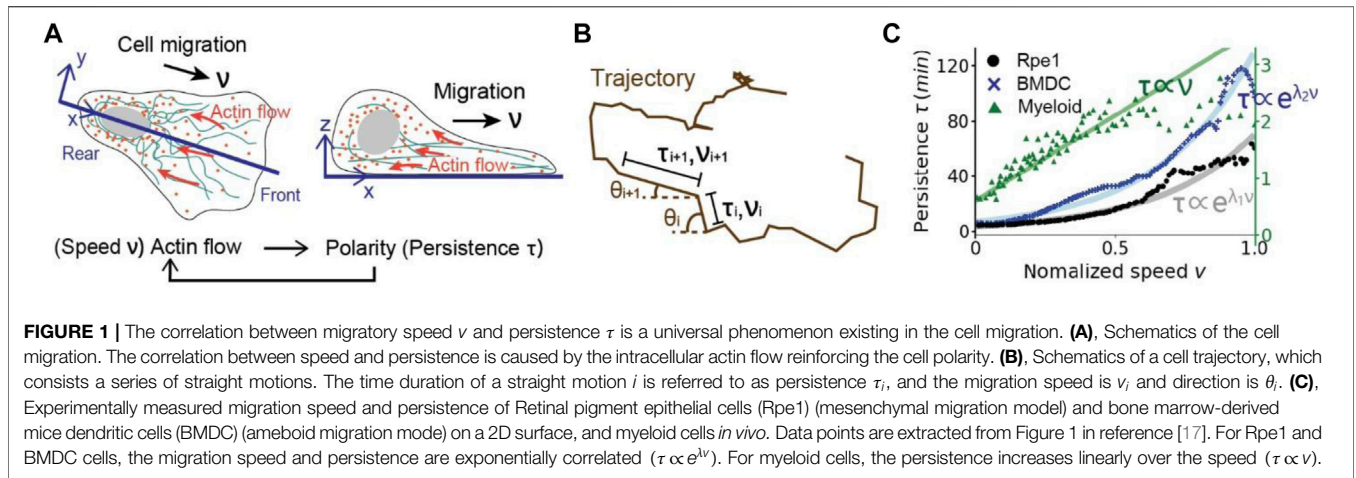 A
Cell migration
ν
y
x
Actin flow
Rear
Front
Migration
ν
z
Actin flow
x
(Speed ν) Actin flow → Polarity (Persistence τ)
B
Trajectory
τi+1,νi+1
θi+1
τi,νi
θi
C
Rpe1
BMDC
Myeloid
τ∝ν
τ∝e^λ2ν
τ∝e^λ1ν
Persistence τ (min)
120
80
40
0
3
2
1
0
0
0.5
1.0
Nomalized speed v
FIGURE 1 | The correlation between migratory speed v and persistence τ is a universal phenomenon existing in the cell migration. (A), Schematics of the cell
migration. The correlation between speed and persistence is caused by the intracellular actin flow reinforcing the cell polarity. (B), Schematics of a cell trajectory, which
consists a series of straight motions. The time duration of a straight motion i is referred to as persistence τi, and the migration speed is vi and direction is θi. (C),
Experimentally measured migration speed and persistence of Retinal pigment epithelial cells (Rpe1) (mesenchymal migration model) and bone marrow-derived
mice dendritic cells (BMDC) (ameboid migration mode) on a 2D surface, and myeloid cells in vivo. Data points are extracted from Figure 1 in reference [17]. For Rpe1 and
BMDC cells, the migration speed and persistence are exponentially correlated (τ∝e^λv). For myeloid cells, the persistence increases linearly over the speed (τ∝v).